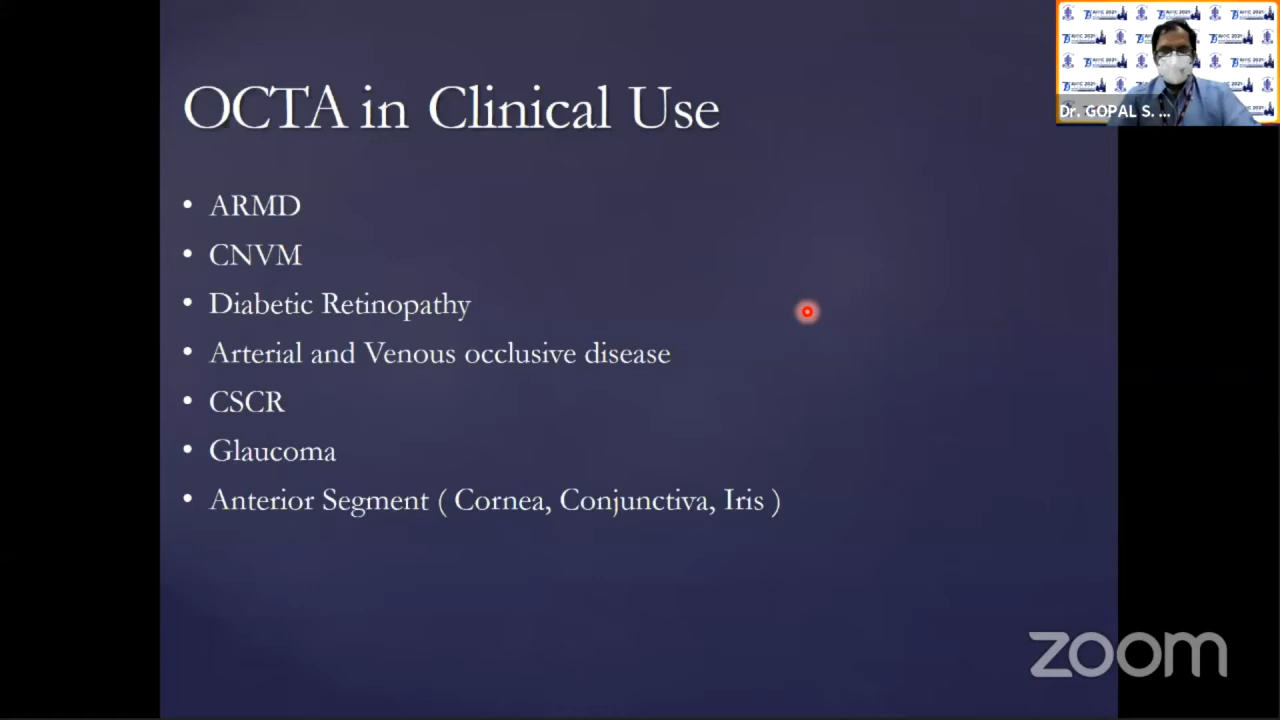 OCTA in Clinical Use
• ARMD
• CNVM
• Diabetic Retinopathy
• Arterial and Venous occlusive disease
• CSCR
• Glaucoma
• Anterior Segment ( Cornea, Conjunctiva, Iris )
Dr. GOPAL S. ...
zoom